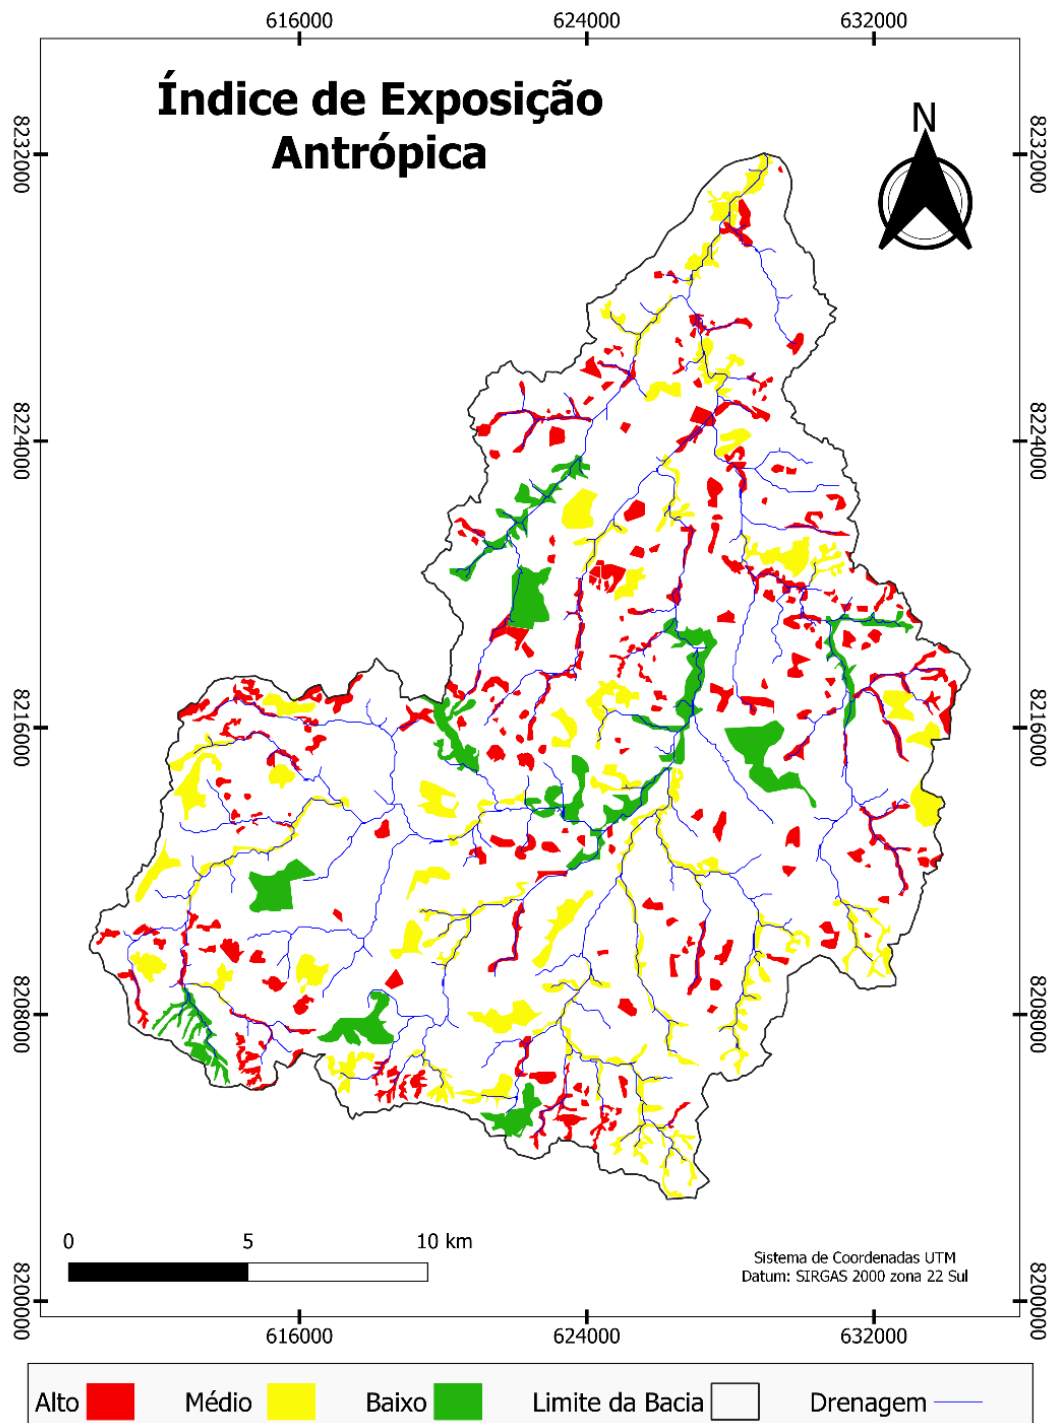 616000 624000 632000
Índice de Exposição
Antrópica
N
8232000 8232000
8224000 8224000
8216000 8216000
8208000 8208000
0 5 10 km
Sistema de Coordenadas UTM
Datum: SIRGAS 2000 zona 22 Sul
8200000 8200000
616000 624000 632000
Alto Médio Baixo Limite da Bacia Drenagem